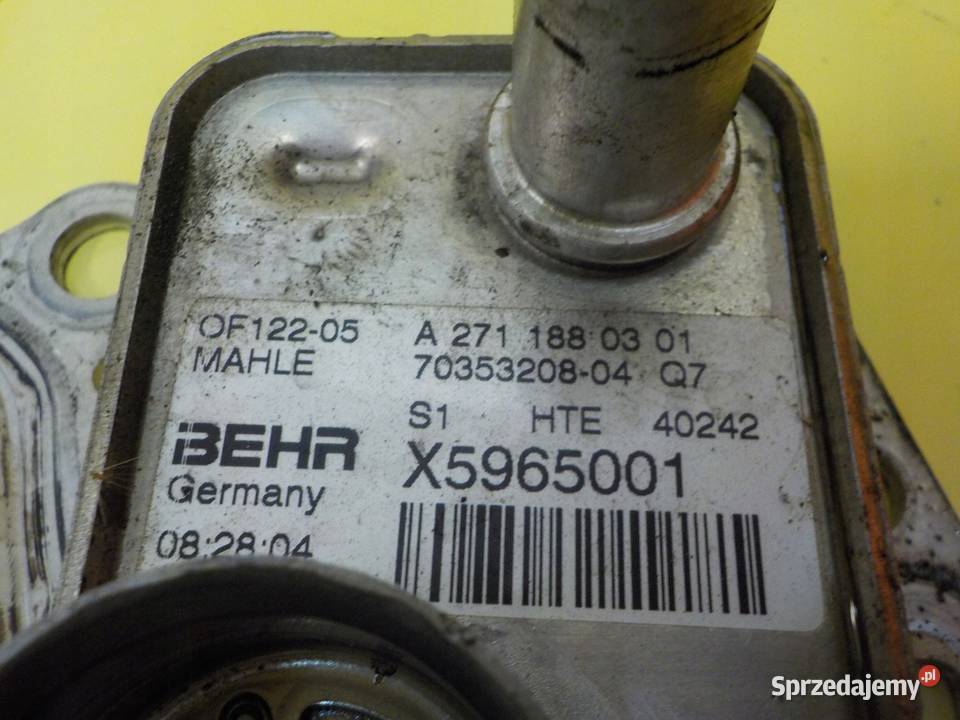 OF122-05 A 271 188 03 01
MAHLE 70353208-04 Q7
S1 HTE 40242
BEHR X5965001
Germany
08:28:04
Sprzedajemy.pl